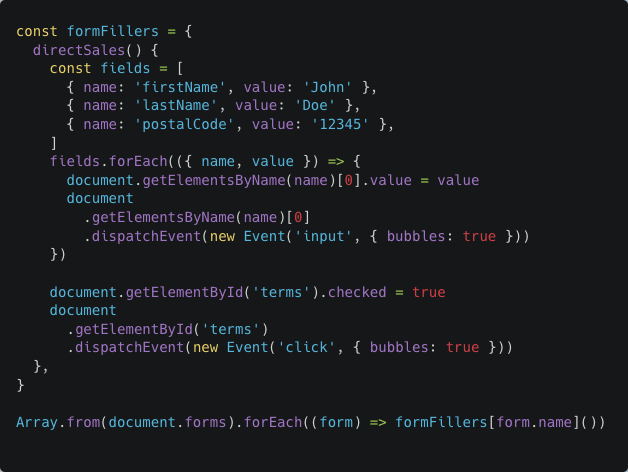 const formFillers = {
  directSales() {
    const fields = [
      { name: 'firstName', value: 'John' },
      { name: 'lastName', value: 'Doe' },
      { name: 'postalCode', value: '12345' },
    ]
    fields.forEach(({ name, value }) => {
      document.getElementsByName(name)[0].value = value
      document
        .getElementsByName(name)[0]
        .dispatchEvent(new Event('input', { bubbles: true }))
    })

    document.getElementById('terms').checked = true
    document
      .getElementById('terms')
      .dispatchEvent(new Event('click', { bubbles: true }))
  },
}

Array.from(document.forms).forEach((form) => formFillers[form.name]())